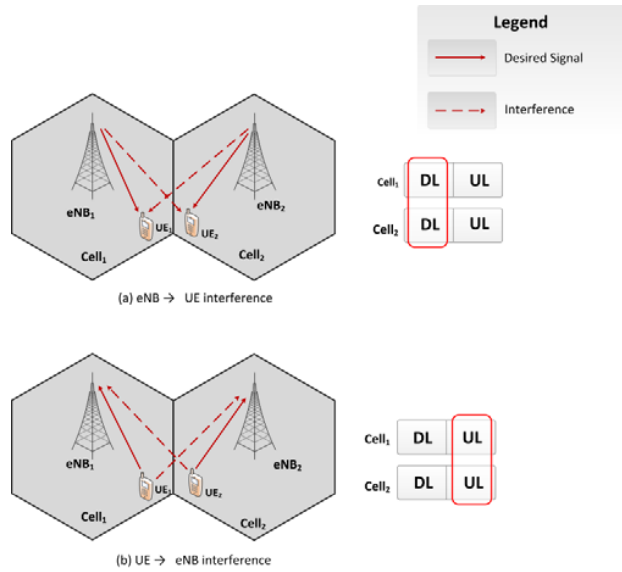 Legend
Desired Signal
Interference
eNB₁
eNB₂
UE₁
UE₂
Cell₁
Cell₂
Cell₁ DL UL
Cell₂ DL UL
(a) eNB → UE interference
eNB₁
eNB₂
UE₁
UE₂
Cell₁
Cell₂
Cell₁ DL UL
Cell₂ DL UL
(b) UE → eNB interference